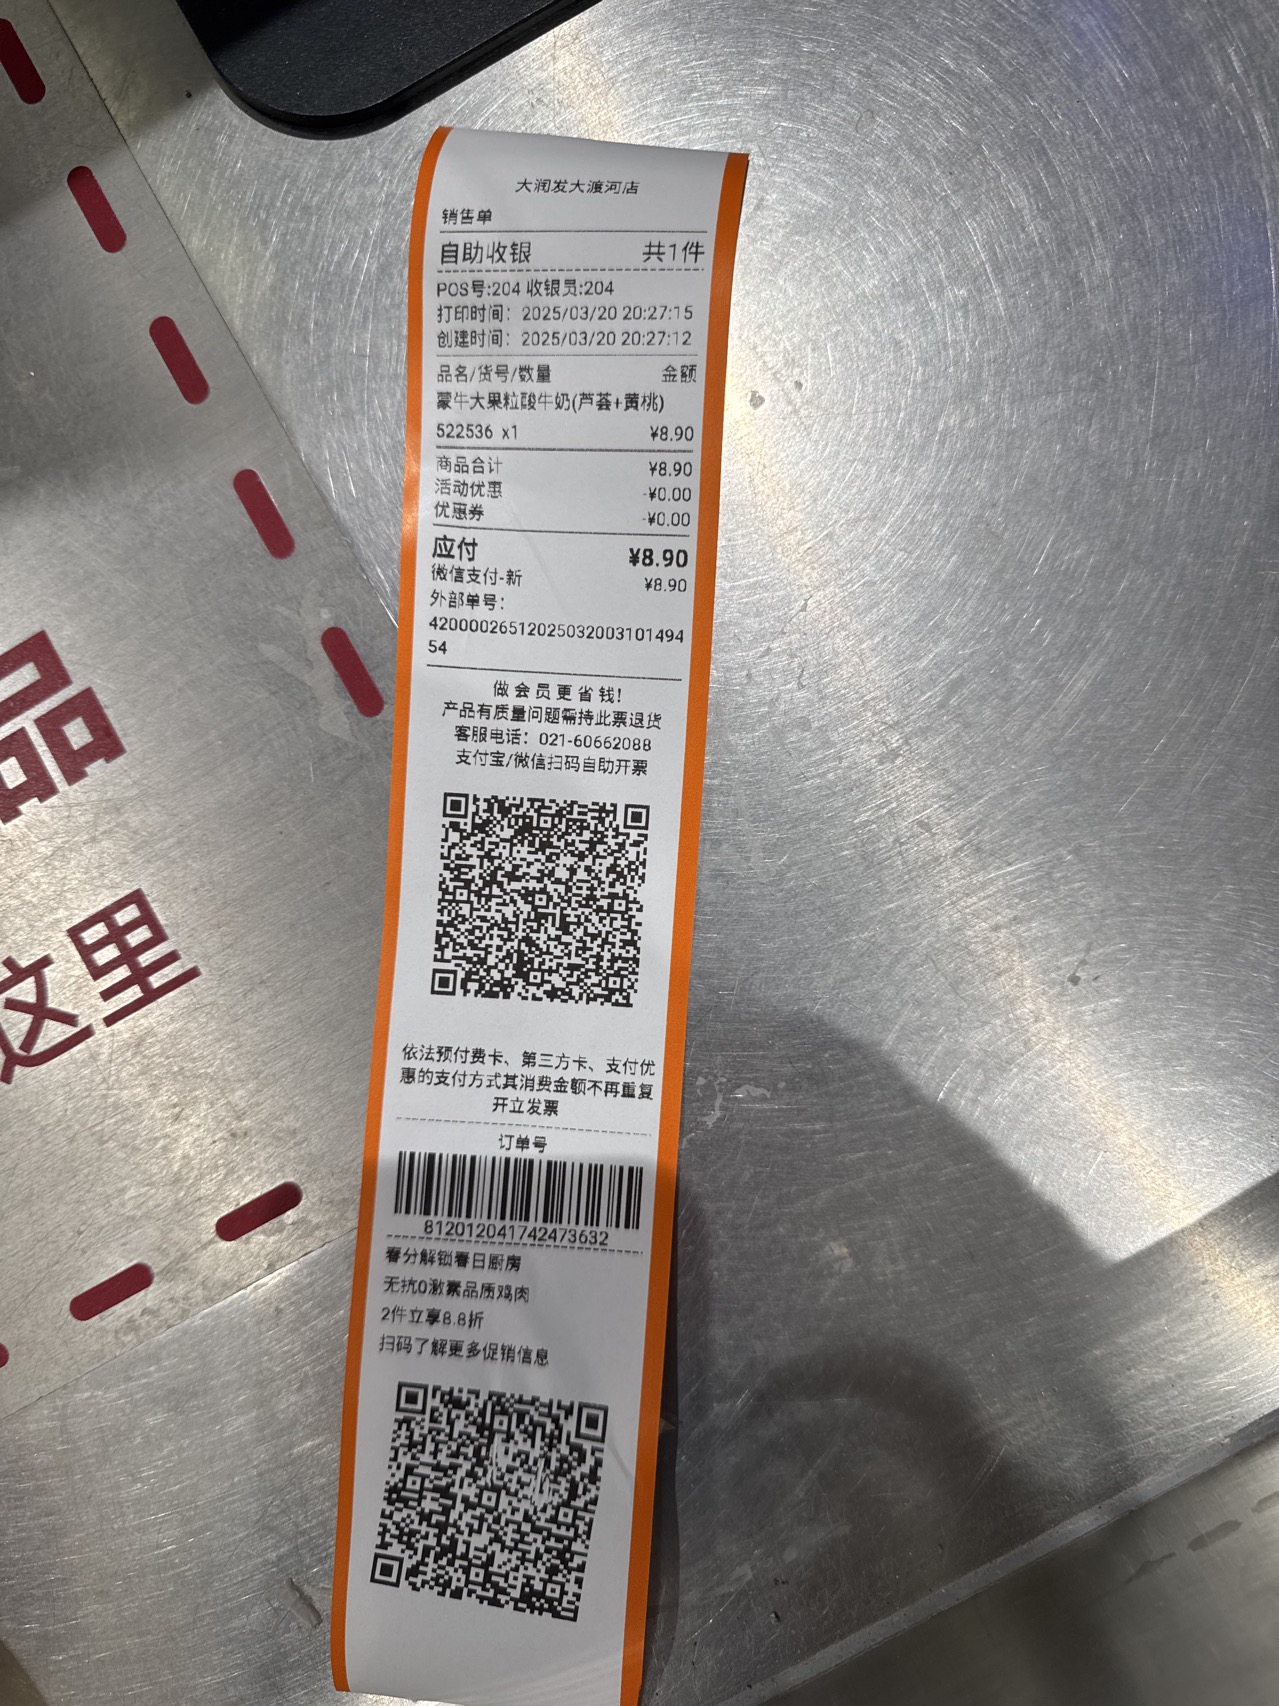 大润发大渡河店
销售单
自助收银 共1件
POS号:204 收银员:204
打印时间: 2025/03/20 20:27:15
创建时间: 2025/03/20 20:27:12
品名/货号/数量 金额
蒙牛大果粒酸牛奶(芦荟+黄桃)
522536 x1 ¥8.90
商品合计 ¥8.90
活动优惠 -¥0.00
优惠券 -¥0.00
应付 ¥8.90
微信支付-新 ¥8.90
外部单号:
42000026512025032003101494
54
做会员更省钱!
产品有质量问题需持此票退货
客服电话: 021-60662088
支付宝/微信扫码自助开票
依法预付费卡、第三方卡、支付优
惠的支付方式其消费金额不再重复
开立发票
订单号
812012041742473632
春分解锁春日厨房
无抗0激素品质鸡肉
2件立享8.8折
扫码了解更多促销信息
品
这里